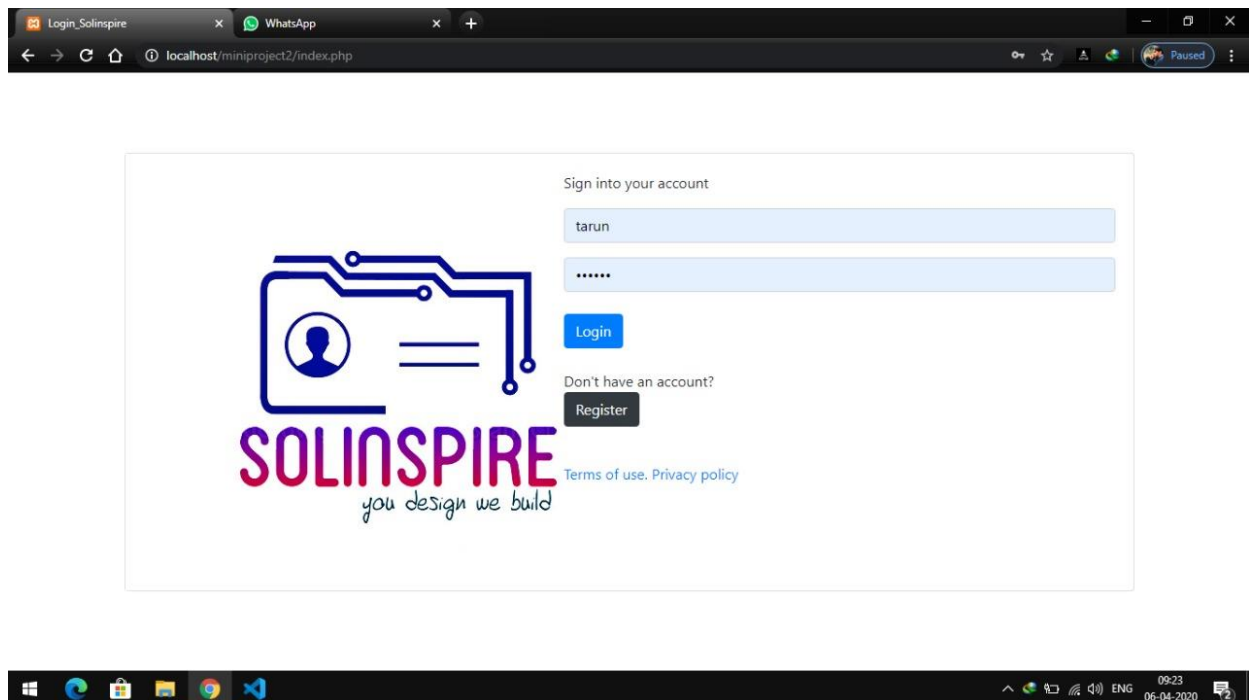 Login_Solinspire
WhatsApp
localhost/miniproject2/index.php
Paused
Sign into your account
tarun
••••••
Login
Don't have an account?
Register
Terms of use. Privacy policy
SOLINSPIRE
you design we build
ENG
09:23
06-04-2020
2